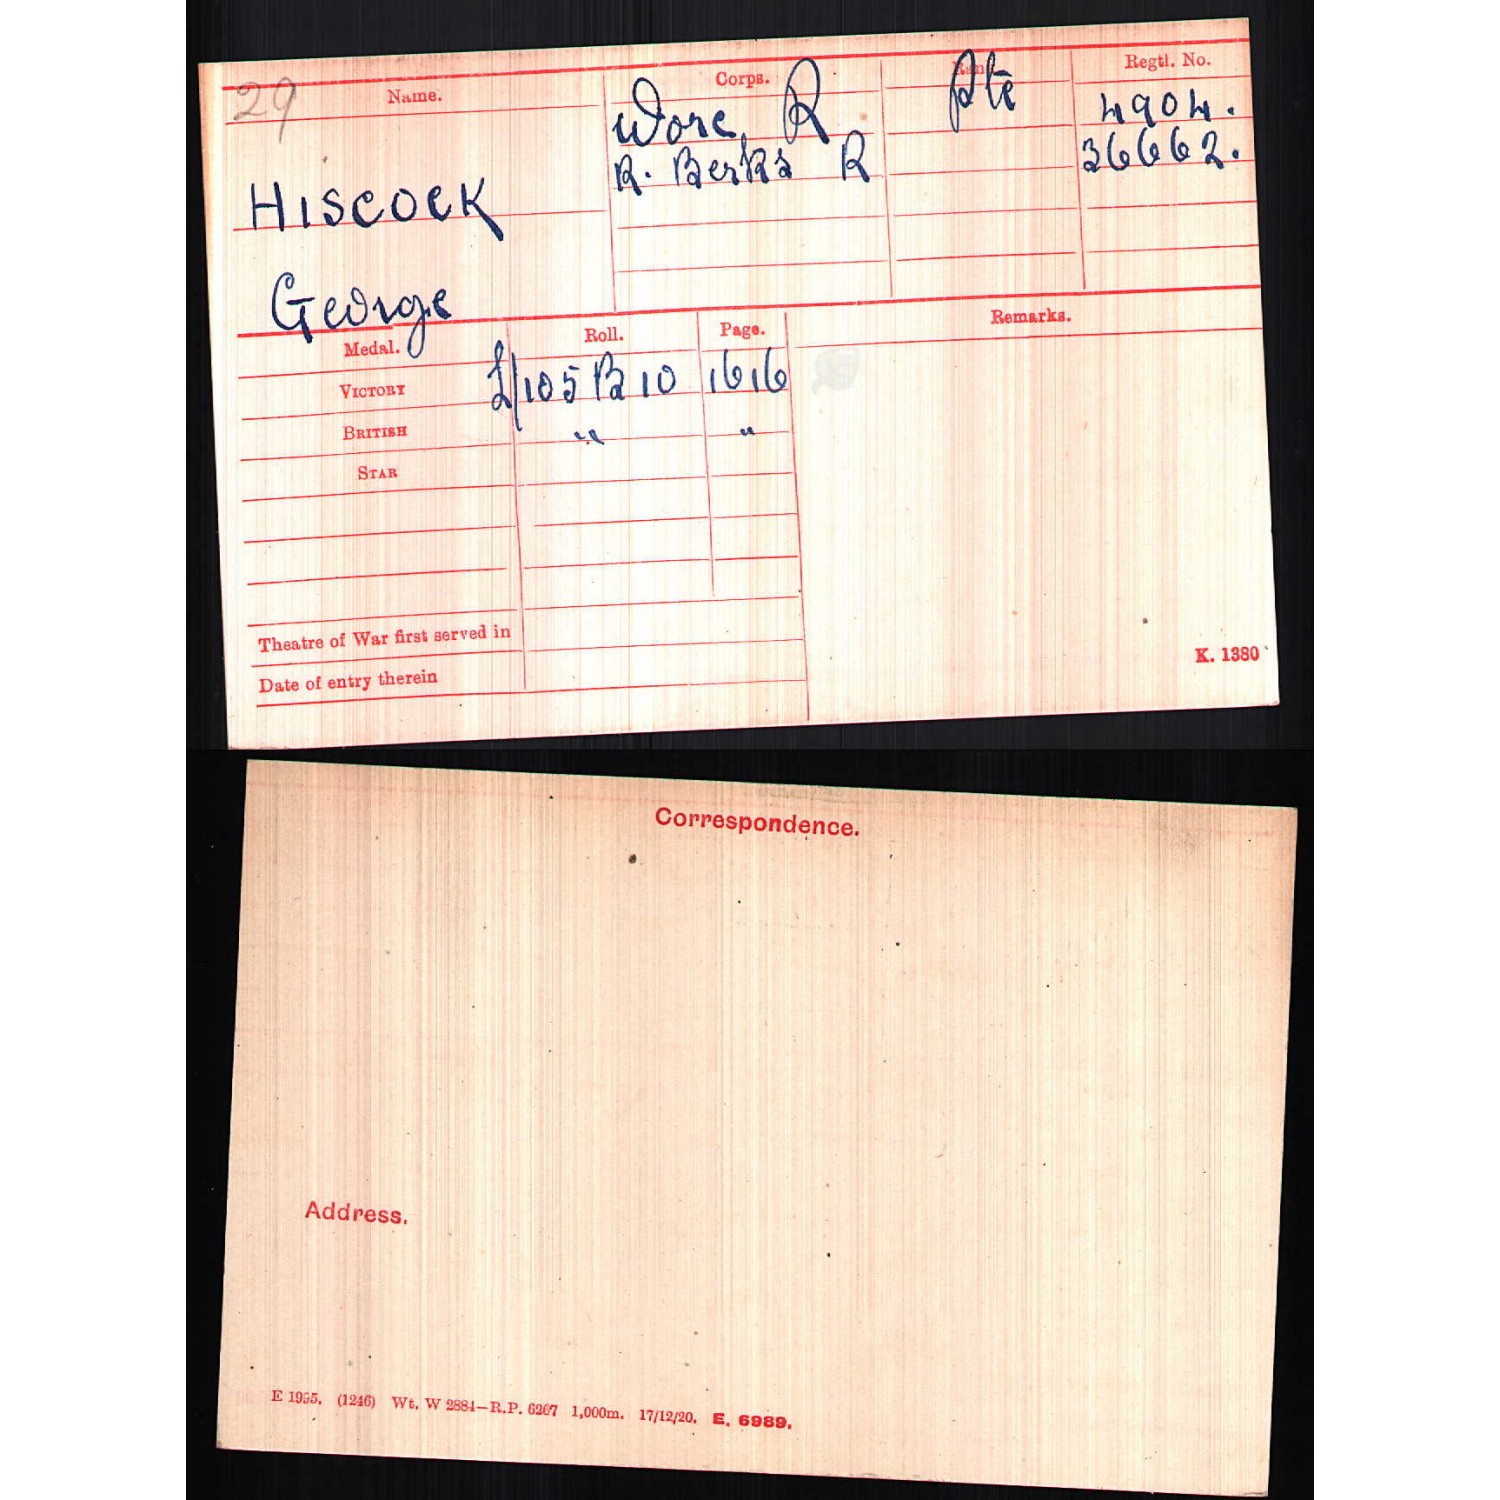 29
Name. Corps. Rank Regtl. No.
HISCOCK Worc R Pte 4904.
R. Berks R 36662.
George
Medal. Roll. Page. Remarks.
VICTORY L/105 B10 1616
BRITISH " "
STAR
Theatre of War first served in
Date of entry therein
K. 1380
Correspondence.
Address.
E 1995. (1246) Wt. W 2884—R.P. 6267 1,000m. 17/12/20. E. 6989.